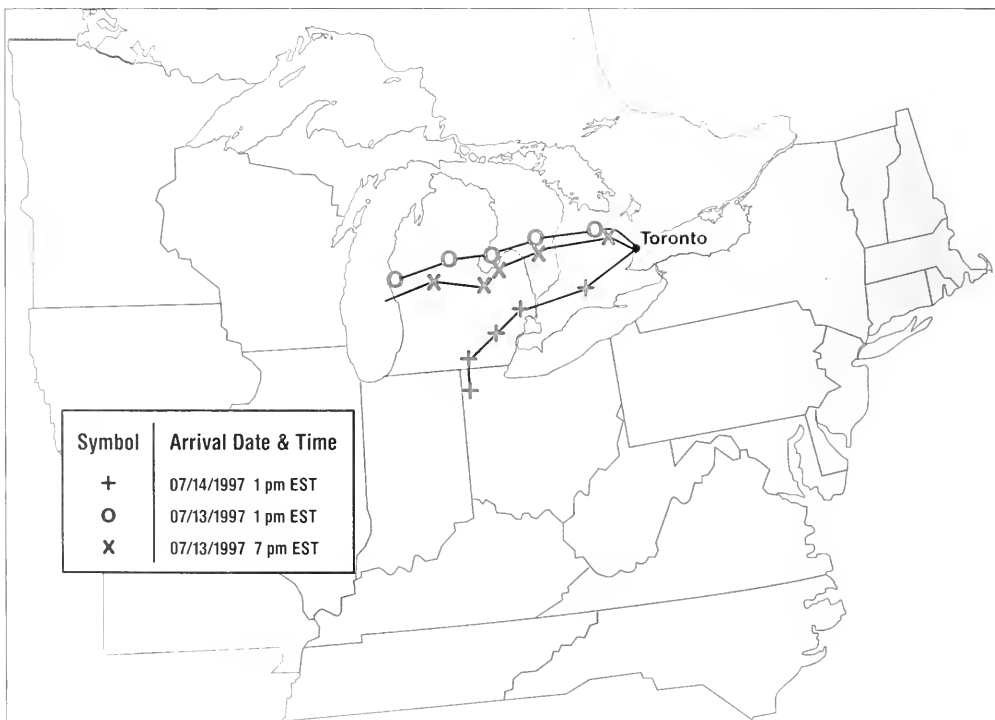 Toronto
Symbol Arrival Date & Time
+ 07/14/1997 1 pm EST
O 07/13/1997 1 pm EST
X 07/13/1997 7 pm EST